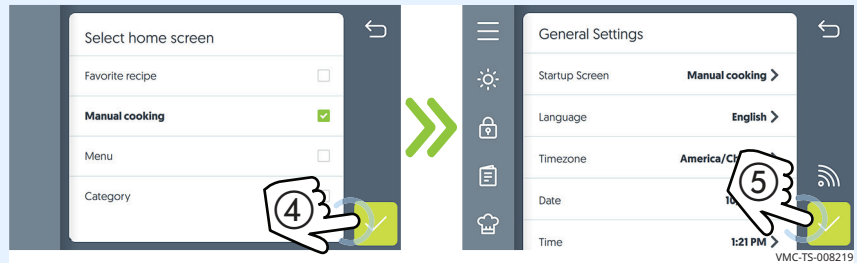 Select home screen
Favorite recipe
Manual cooking
Menu
Category
4
General Settings
Startup Screen Manual cooking
Language English
Timezone
Date
Time 1:21 PM
5
VMC-TS-008219